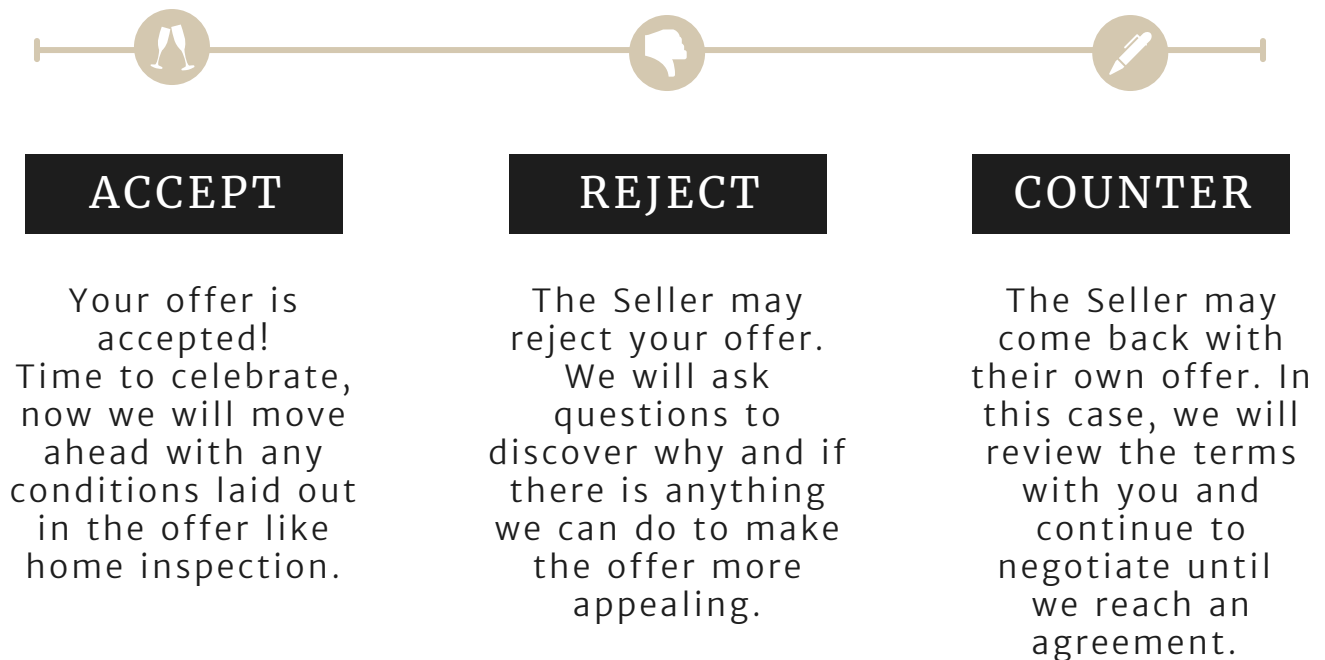 ACCEPT
Your offer is
accepted!
Time to celebrate,
now we will move
ahead with any
conditions laid out
in the offer like
home inspection.
REJECT
The Seller may
reject your offer.
We will ask
questions to
discover why and if
there is anything
we can do to make
the offer more
appealing.
COUNTER
The Seller may
come back with
their own offer. In
this case, we will
review the terms
with you and
continue to
negotiate until
we reach an
agreement.